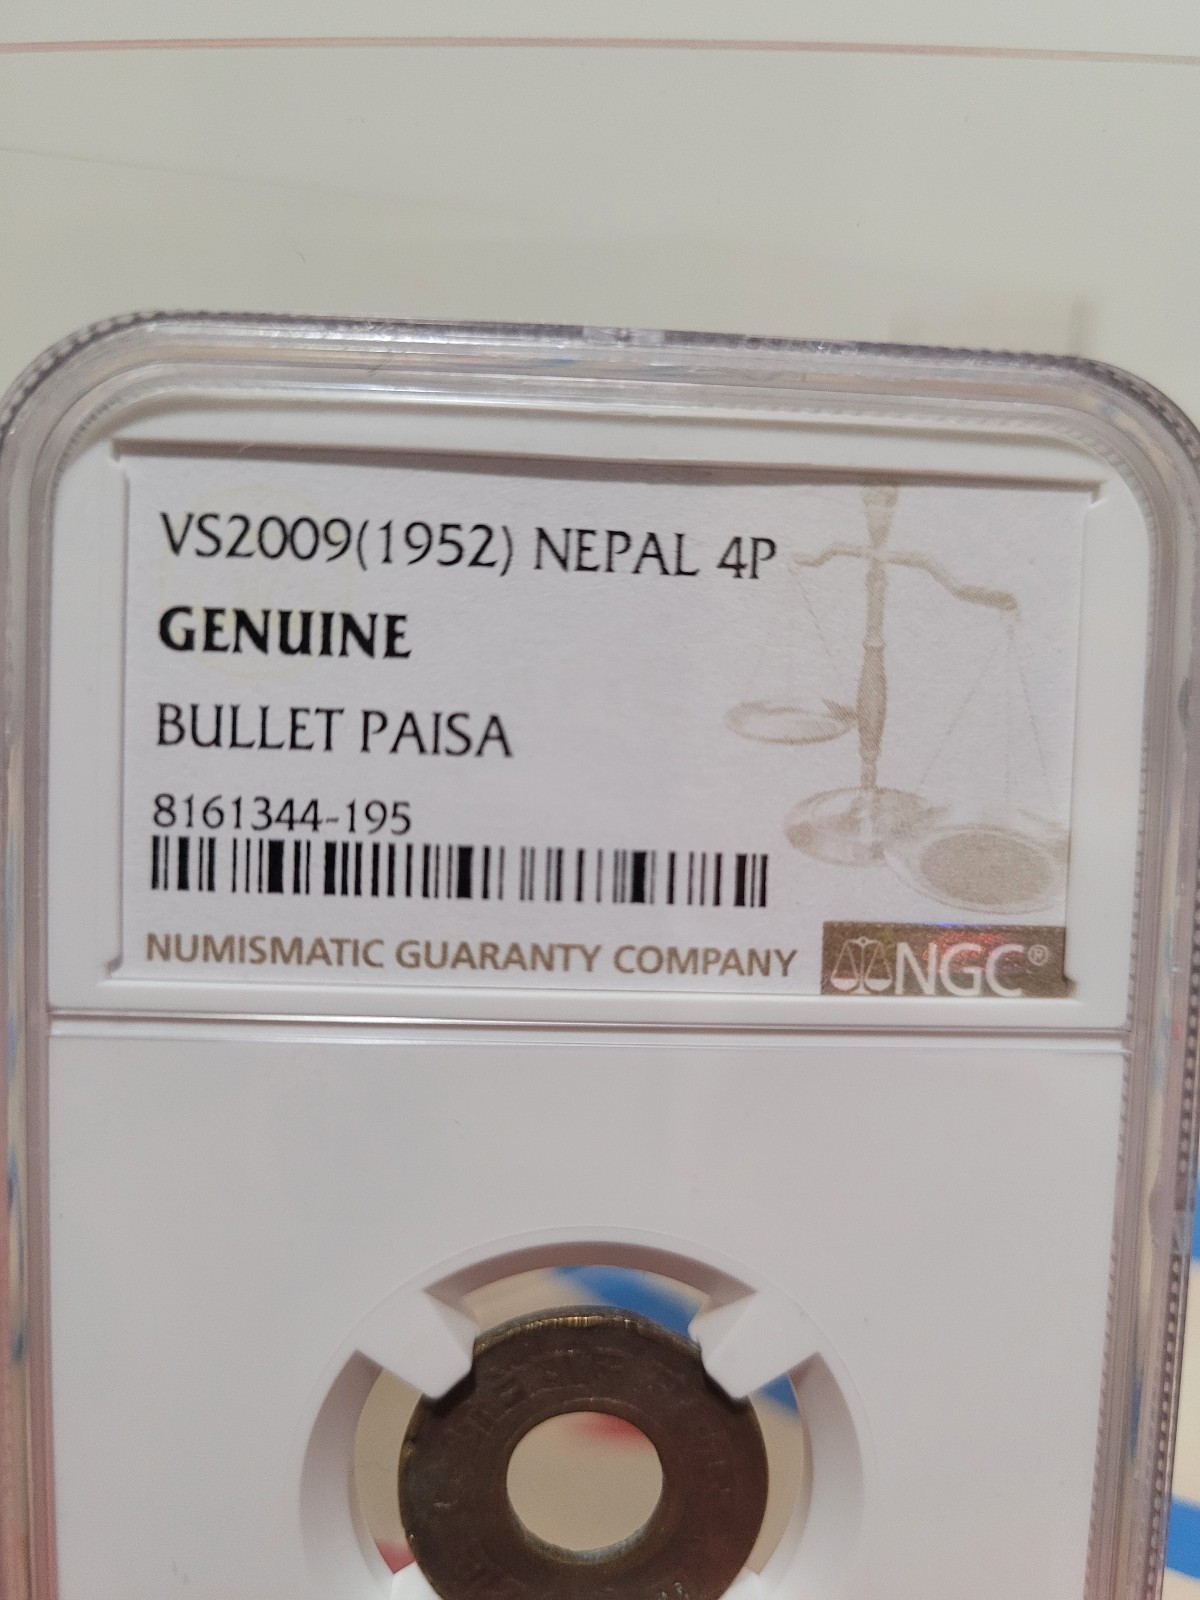 VS2009(1952) NEPAL 4P
GENUINE
BULLET PAISA
8161344-195
NUMISMATIC GUARANTY COMPANY
NGC®